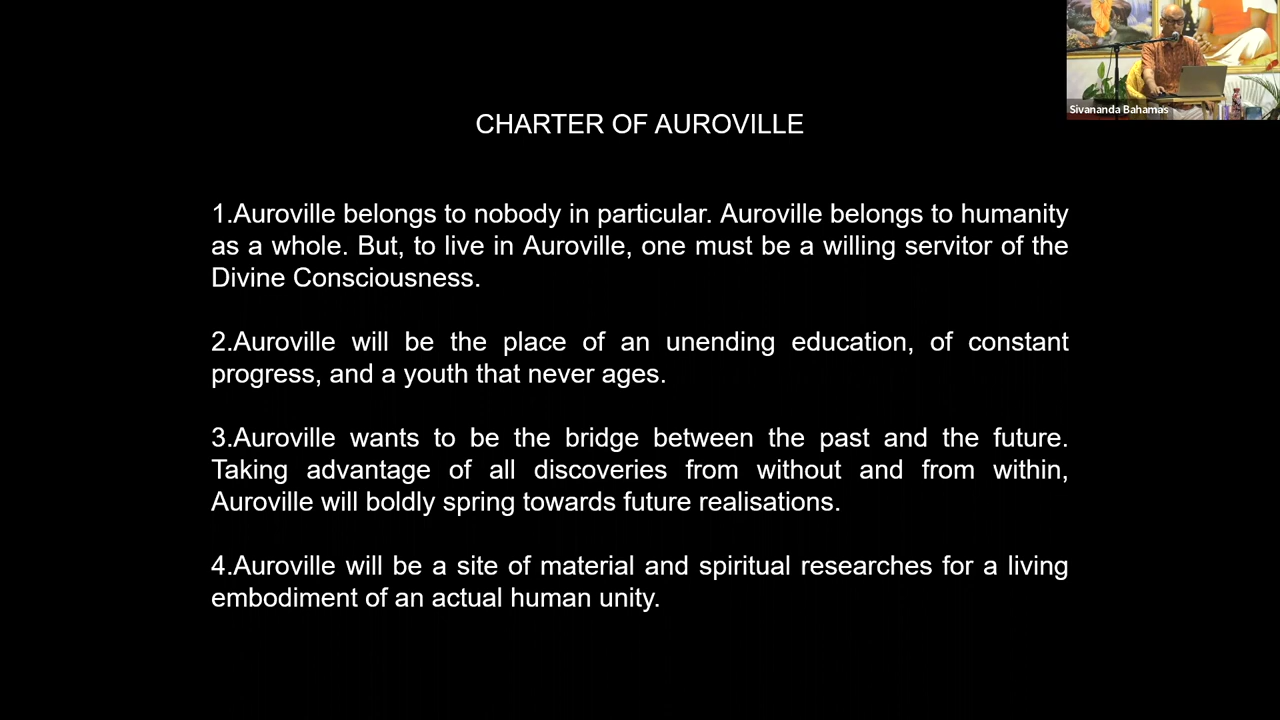 Sivananda Bahamas
CHARTER OF AUROVILLE
1.Auroville belongs to nobody in particular. Auroville belongs to humanity
as a whole. But, to live in Auroville, one must be a willing servitor of the
Divine Consciousness.
2.Auroville will be the place of an unending education, of constant
progress, and a youth that never ages.
3.Auroville wants to be the bridge between the past and the future.
Taking advantage of all discoveries from without and from within,
Auroville will boldly spring towards future realisations.
4.Auroville will be a site of material and spiritual researches for a living
embodiment of an actual human unity.